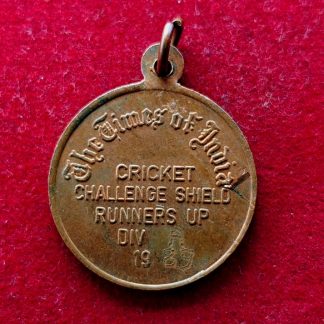 The Times of India
CRICKET
CHALLENGE SHIELD
RUNNERS UP
DIV
19